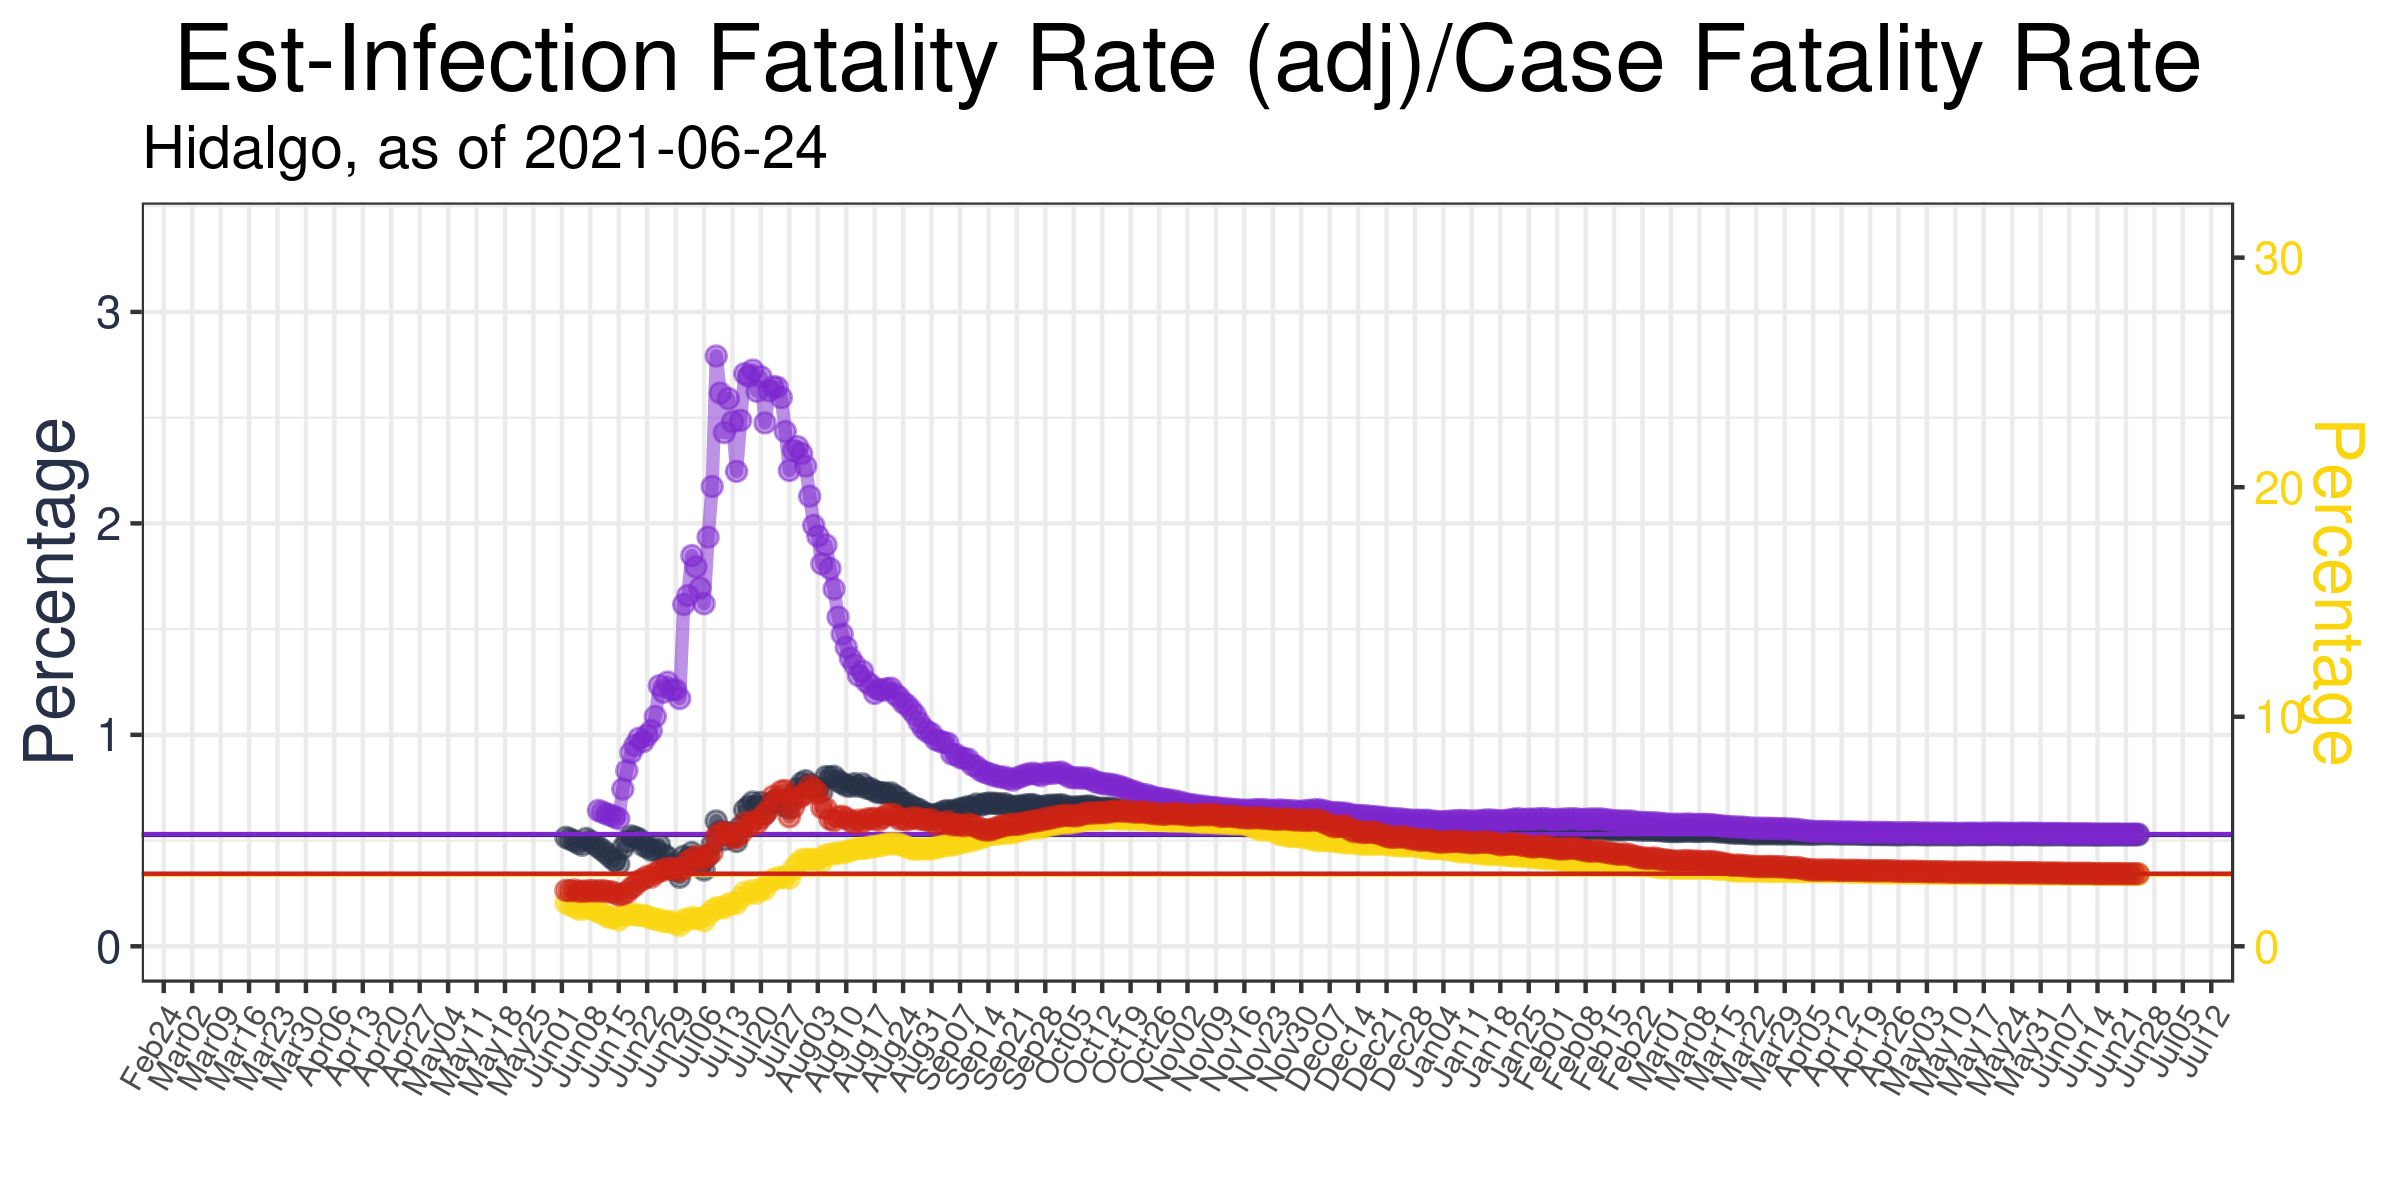 Est-Infection Fatality Rate (adj)/Case Fatality Rate
Hidalgo, as of 2021-06-24
Percentage
3
2
1
0
30
20
10
0
Percentage
Feb24 Mar02 Mar09 Mar16 Mar23 Mar30 Apr06 Apr13 Apr20 Apr27 May04 May11 May18 May25 Jun01 Jun08 Jun15 Jun22 Jun29 Jul06 Jul13 Jul20 Jul27 Aug03 Aug10 Aug17 Aug24 Aug31 Sep07 Sep14 Sep21 Sep28 Oct05 Oct12 Oct19 Oct26 Nov02 Nov09 Nov16 Nov23 Nov30 Dec07 Dec14 Dec21 Dec28 Jan04 Jan11 Jan18 Jan25 Feb01 Feb08 Feb15 Feb22 Mar01 Mar08 Mar15 Mar22 Mar29 Apr05 Apr12 Apr19 Apr26 May03 May10 May17 May24 May31 Jun07 Jun14 Jun21 Jun28 Jul05 Jul12